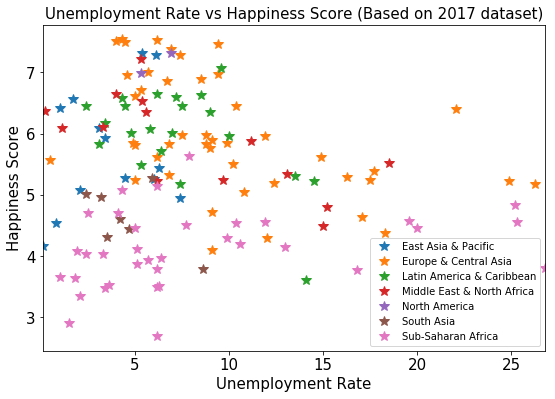 Unemployment Rate vs Happiness Score (Based on 2017 dataset)
Happiness Score
7
6
5
4
3
East Asia & Pacific
Europe & Central Asia
Latin America & Caribbean
Middle East & North Africa
North America
South Asia
Sub-Saharan Africa
5
10
15
20
25
Unemployment Rate